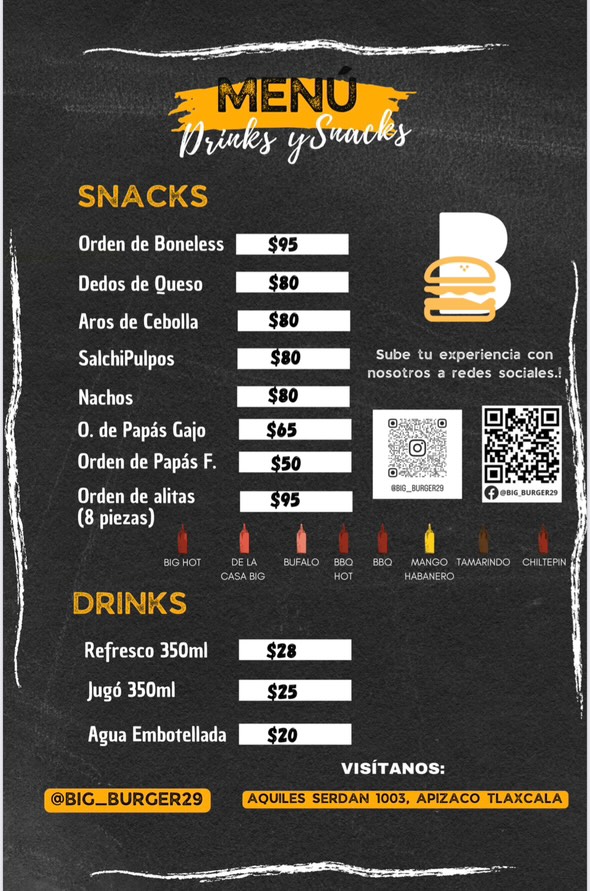 MENÚ
Drinks y Snacks
SNACKS
Orden de Boneless $95
Dedos de Queso $80
Aros de Cebolla $80
SalchiPulpos $80
Nachos $80
O. de Papás Gajo $65
Orden de Papás F. $50
Orden de alitas
(8 piezas) $95
B
Sube tu experiencia con
nosotros a redes sociales.!
@BIG_BURGER29
@BIG_BURGER29
BIG HOT
DE LA
CASA BIG
BUFALO
BBQ
HOT
BBQ
MANGO
HABANERO
TAMARINDO
CHILTEPIN
DRINKS
Refresco 350ml $28
Jugó 350ml $25
Agua Embotellada $20
VISÍTANOS:
@BIG_BURGER29
AQUILES SERDAN 1003, APIZACO TLAXCALA